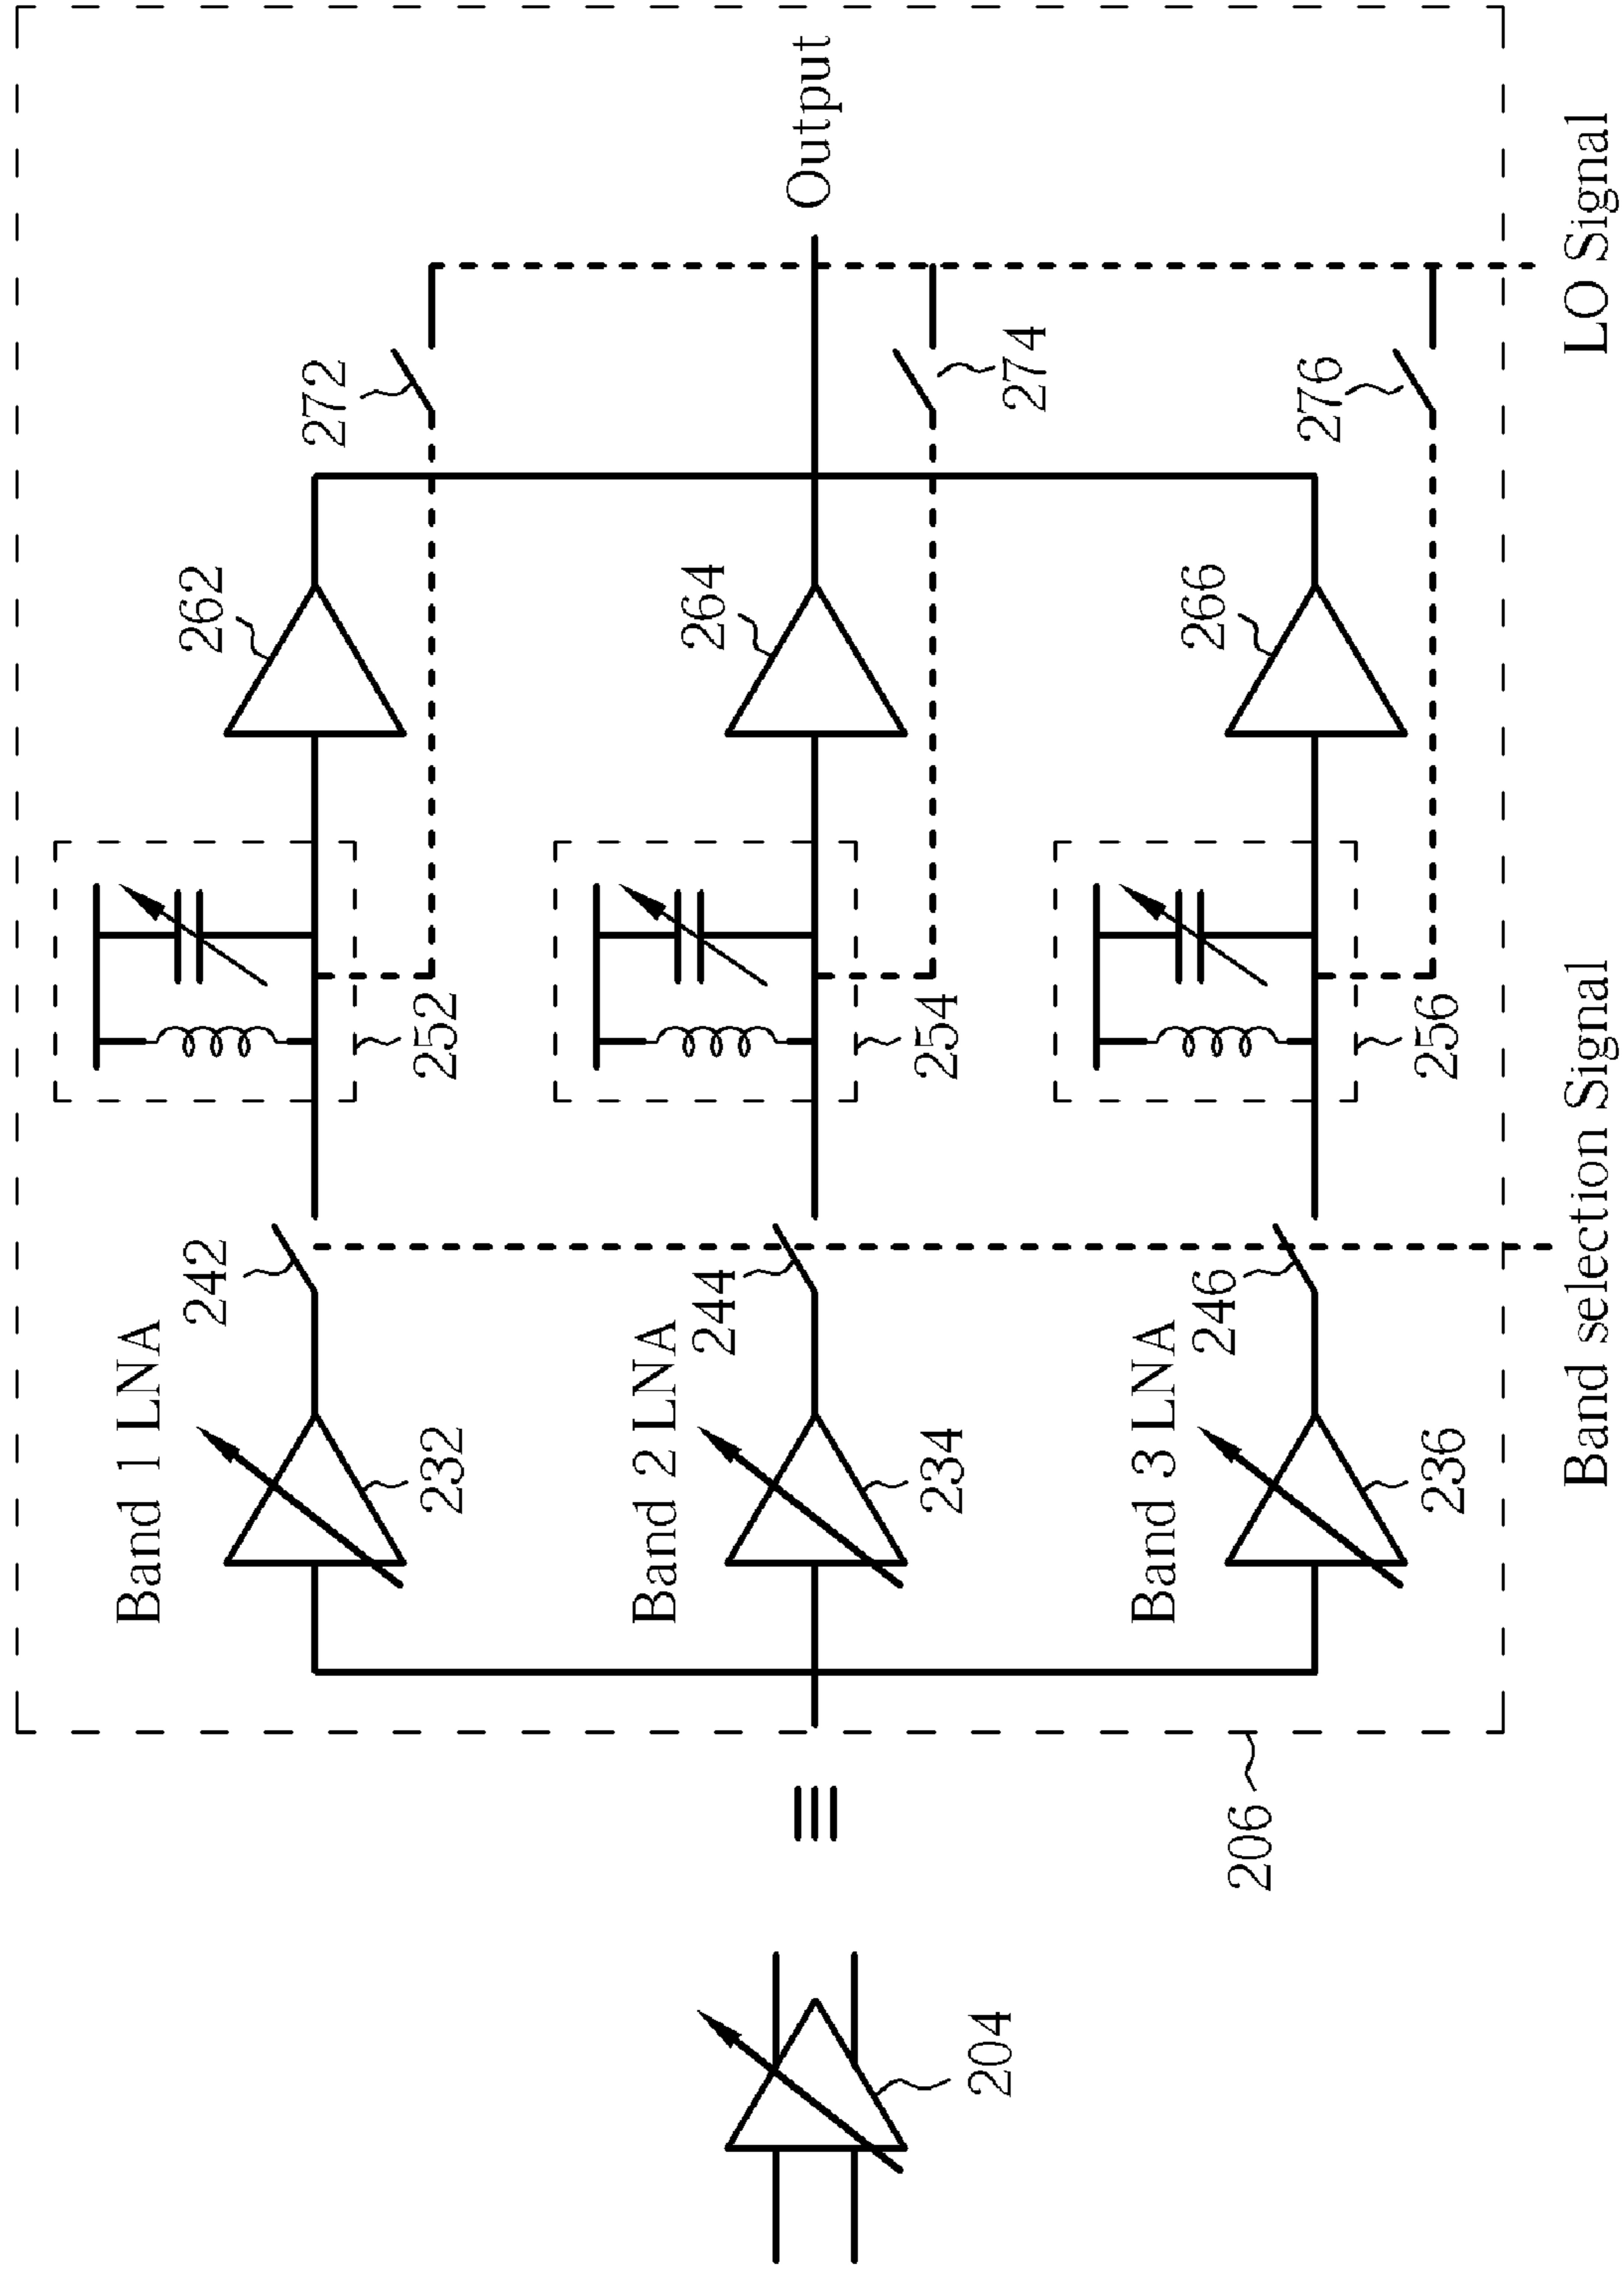 204
206
Band 1 LNA
232
242
252
262
272
Band 2 LNA
234
244
254
264
274
Output
Band 3 LNA
236
246
256
266
276
Band selection Signal
LO Signal